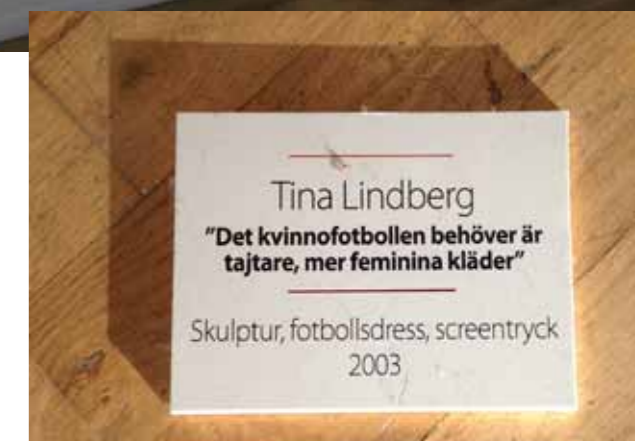 Tina Lindberg
”Det kvinnofotbollen behöver är
tajtare, mer feminina kläder”
Skulptur, fotbollsdress, screentryck
2003